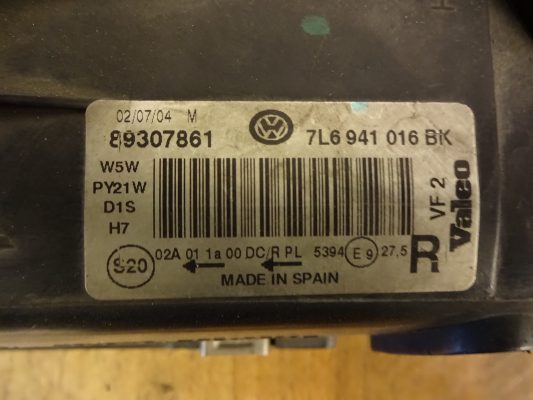 02/07/04 M
89307861 7L6 941 016 BK
W5W
PY21W
D1S
H7
VF 2
R Valeo
S20
02A 01 1a 00 DC/R PL 5394 E 9 27,5
MADE IN SPAIN